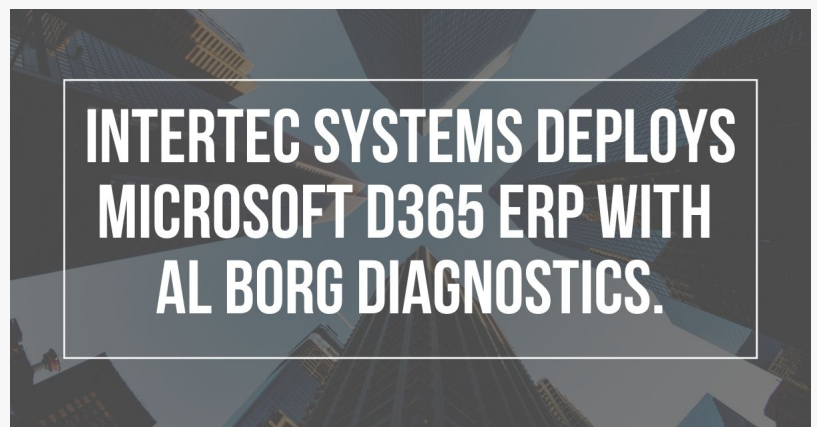 INTERTEC SYSTEMS DEPLOYS
MICROSOFT D365 ERP WITH
AL BORG DIAGNOSTICS.